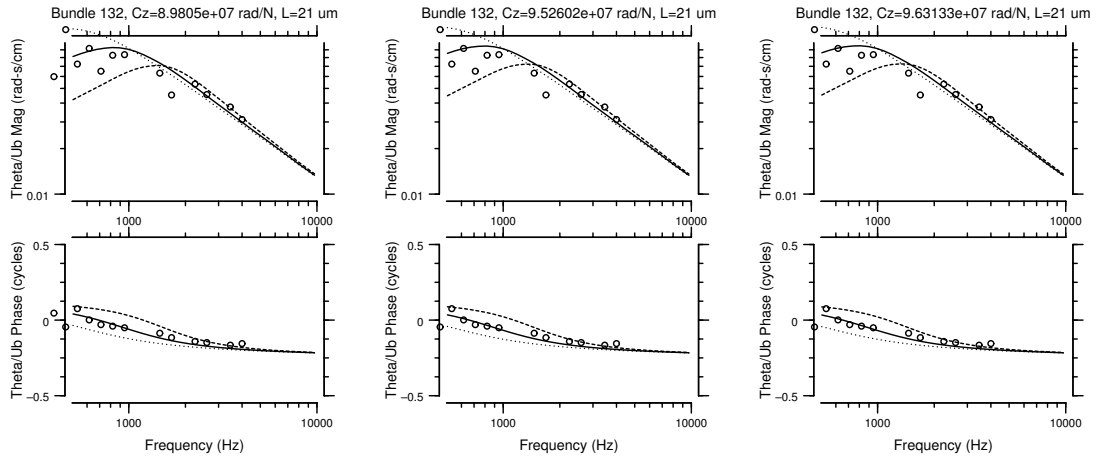 Bundle 132, Cz=8.9805e+07 rad/N, L=21 um
Theta/Ub Mag (rad-s/cm)
0.01
1000
10000
Theta/Ub Phase (cycles)
0.5
0
−0.5
1000
10000
Frequency (Hz)
Bundle 132, Cz=9.52602e+07 rad/N, L=21 um
Theta/Ub Mag (rad-s/cm)
0.01
1000
10000
Theta/Ub Phase (cycles)
0.5
0
−0.5
1000
10000
Frequency (Hz)
Bundle 132, Cz=9.63133e+07 rad/N, L=21 um
Theta/Ub Mag (rad-s/cm)
0.01
1000
10000
Theta/Ub Phase (cycles)
0.5
0
−0.5
1000
10000
Frequency (Hz)